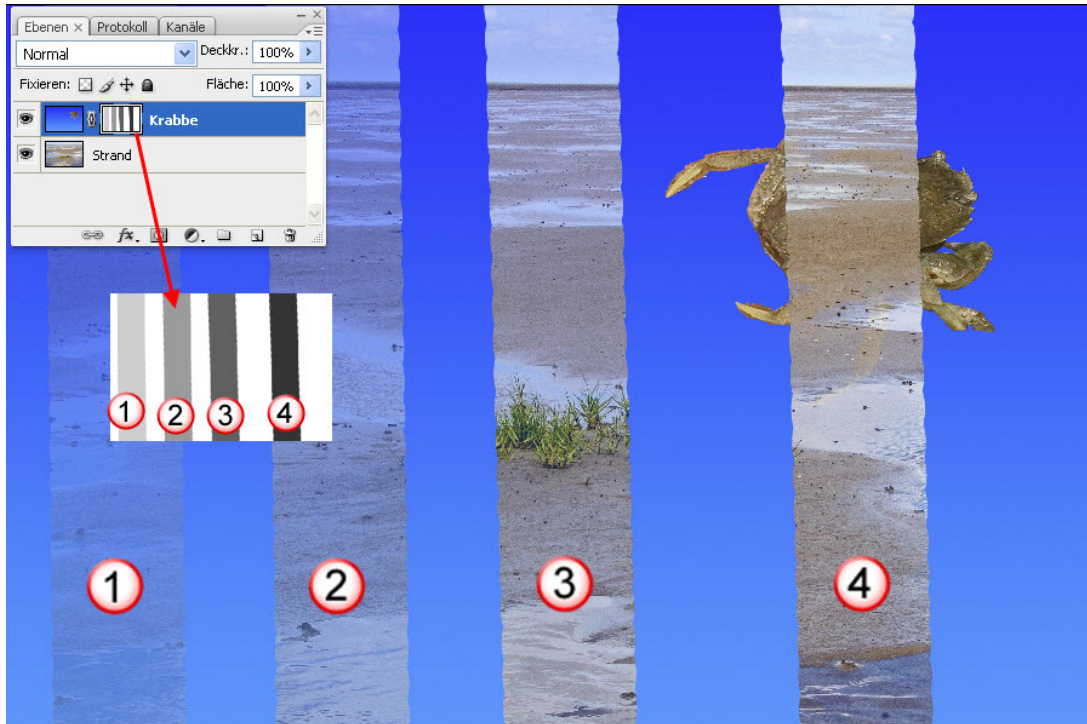 Ebenen × Protokoll Kanäle
Normal Deckkr.: 100%
Fixieren: Fläche: 100%
Krabbe
Strand
fx.
1 2 3 4
1 2 3 4